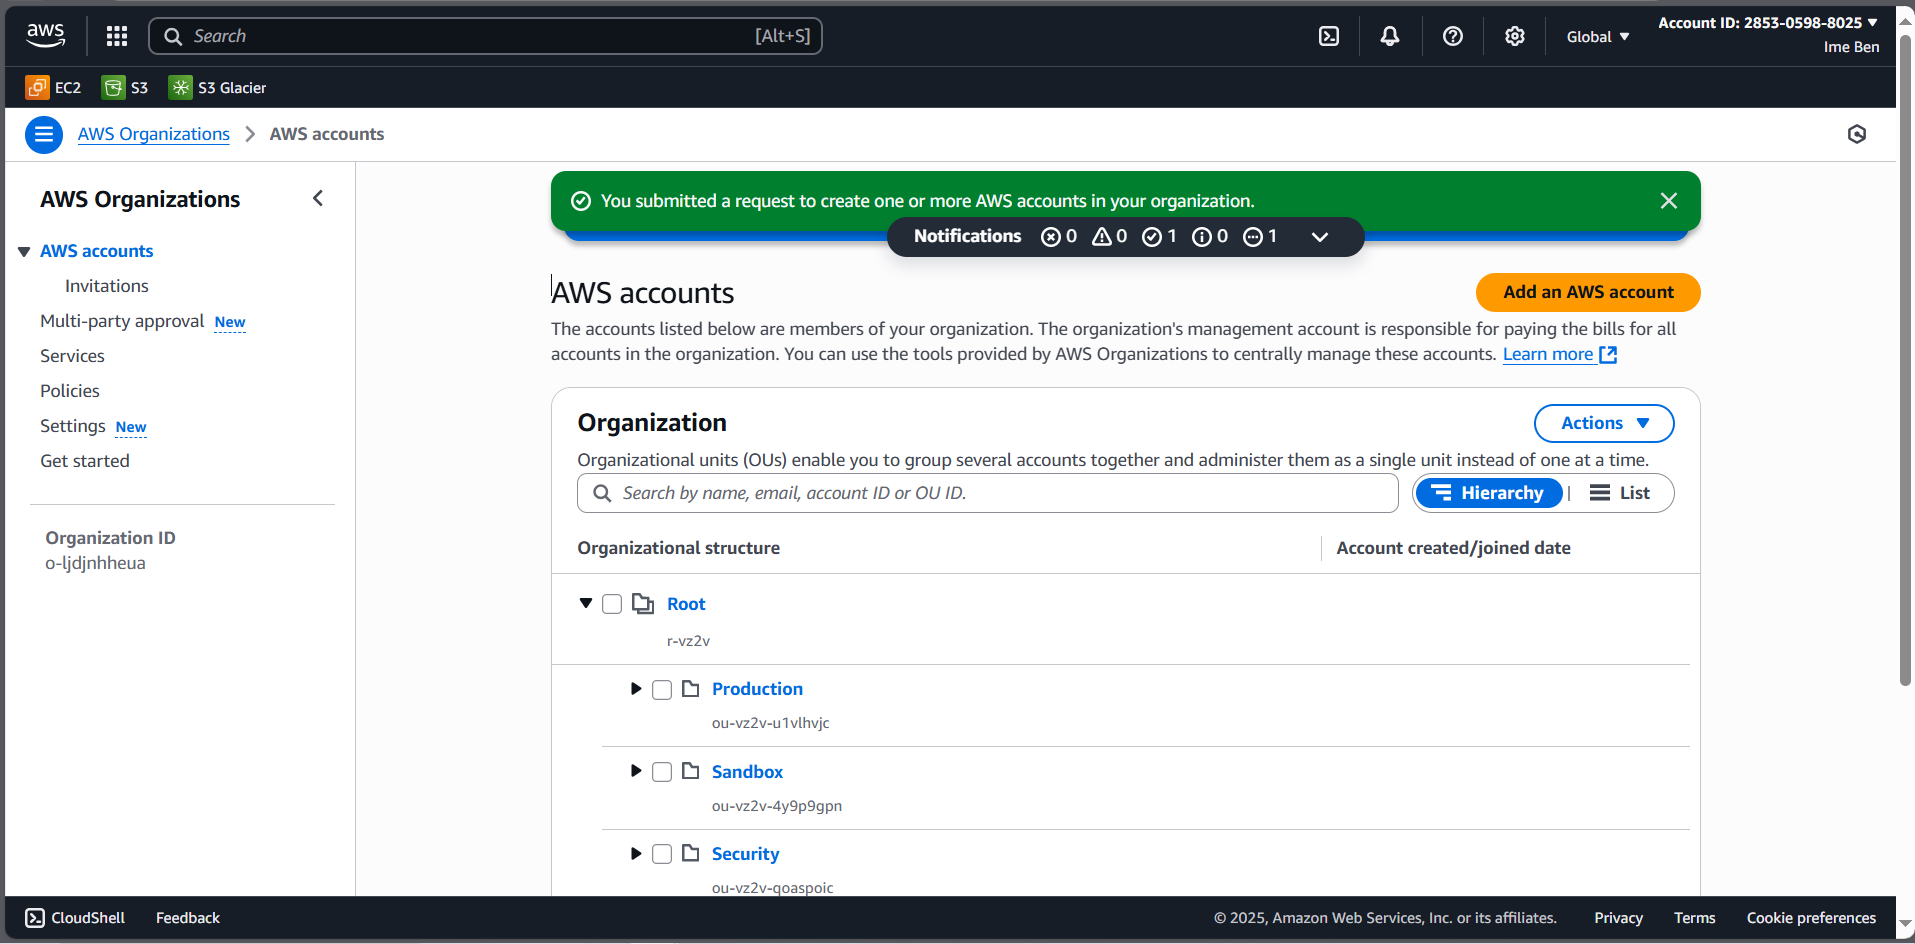 aws
Search
[Alt+S]
Global
Account ID: 2853-0598-8025
Ime Ben
EC2
S3
S3 Glacier
AWS Organizations
AWS accounts
AWS Organizations
AWS accounts
Invitations
Multi-party approval New
Services
Policies
Settings New
Get started
Organization ID
o-ljdjnhheua
You submitted a request to create one or more AWS accounts in your organization.
Notifications 0 0 1 0 1
AWS accounts
Add an AWS account
The accounts listed below are members of your organization. The organization's management account is responsible for paying the bills for all
accounts in the organization. You can use the tools provided by AWS Organizations to centrally manage these accounts. Learn more
Organization
Actions
Organizational units (OUs) enable you to group several accounts together and administer them as a single unit instead of one at a time.
Search by name, email, account ID or OU ID.
Hierarchy | List
Organizational structure
Account created/joined date
Root
r-vz2v
Production
ou-vz2v-u1vlhvjc
Sandbox
ou-vz2v-4y9p9gpn
Security
ou-vz2v-qoaspoic
CloudShell
Feedback
© 2025, Amazon Web Services, Inc. or its affiliates.
Privacy
Terms
Cookie preferences